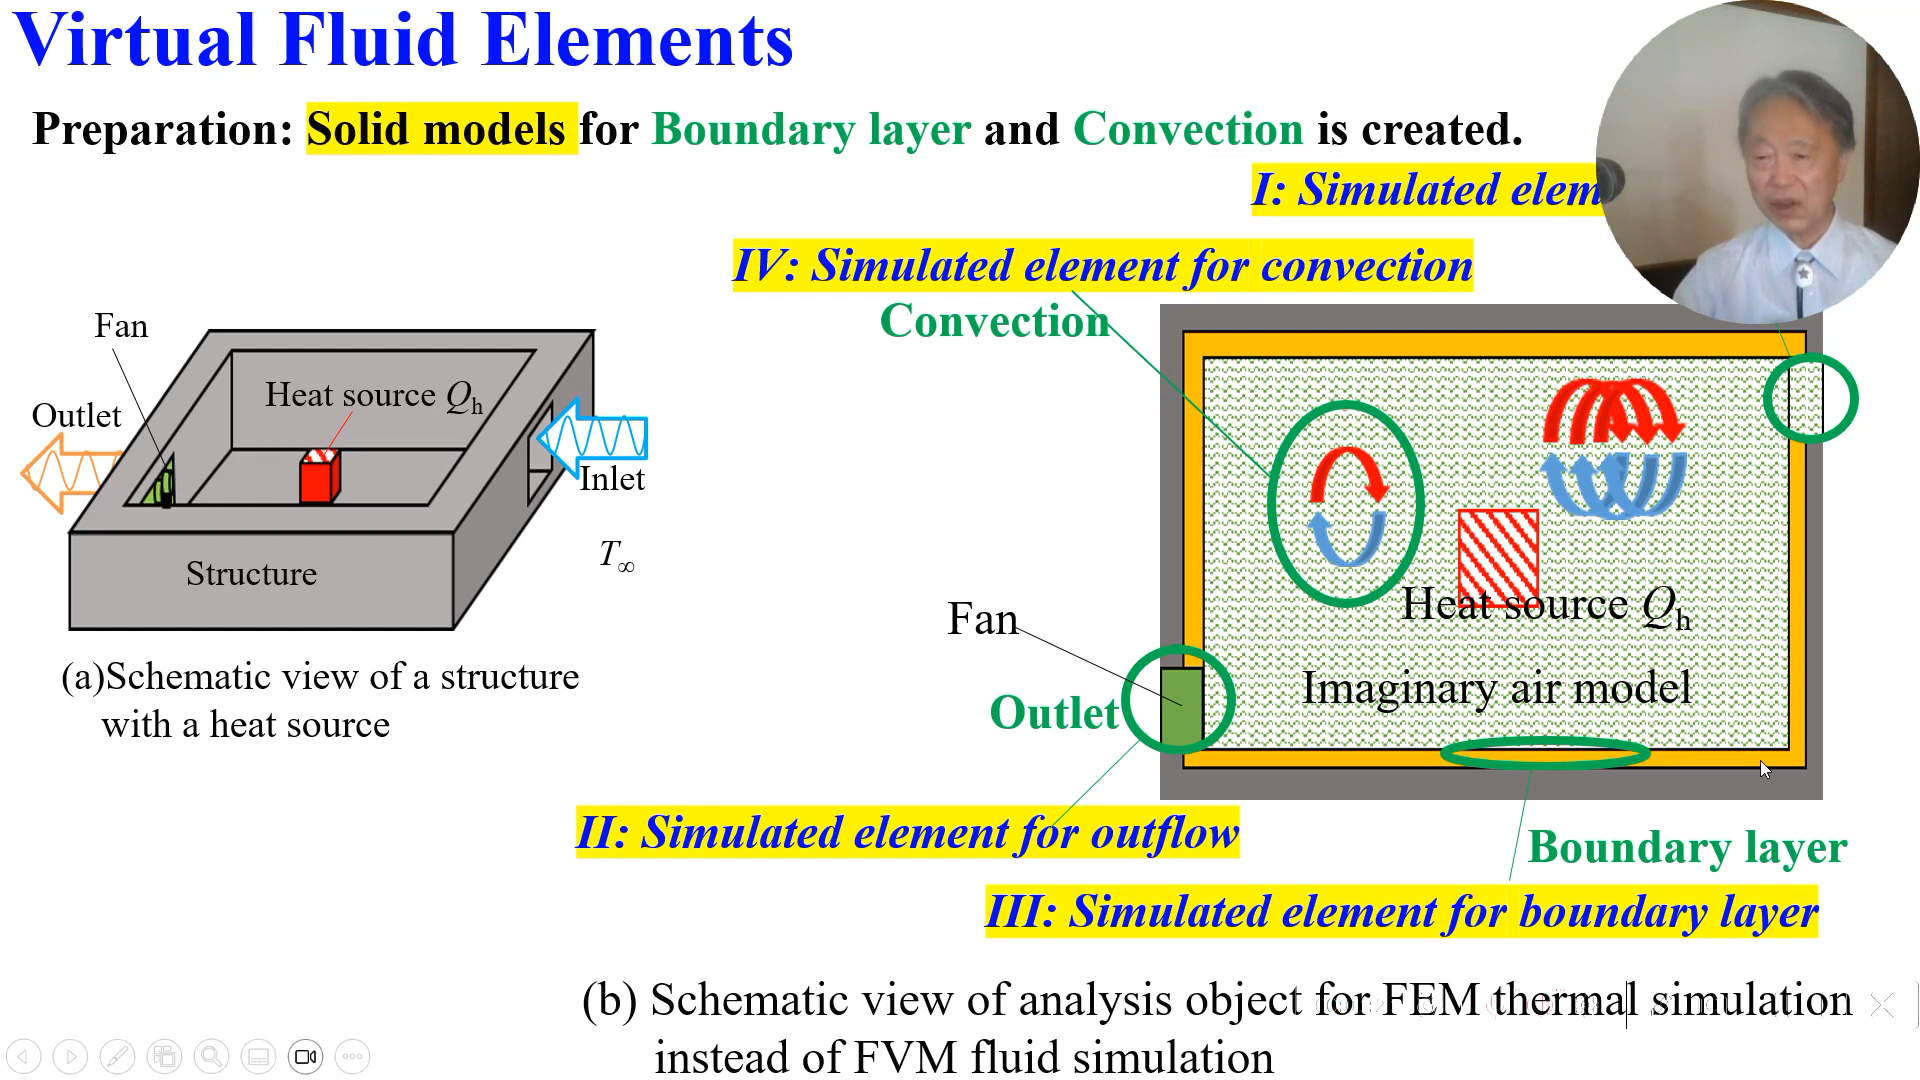 Virtual Fluid Elements
Preparation: Solid models for Boundary layer and Convection is created.
I: Simulated elem
IV: Simulated element for convection
Convection
Fan
Heat source Qh
Outlet
Inlet
T∞
Structure
(a)Schematic view of a structure
with a heat source
Fan
Heat source Qh
Imaginary air model
Outlet
II: Simulated element for outflow
Boundary layer
III: Simulated element for boundary layer
(b) Schematic view of analysis object for FEM thermal simulation
instead of FVM fluid simulation